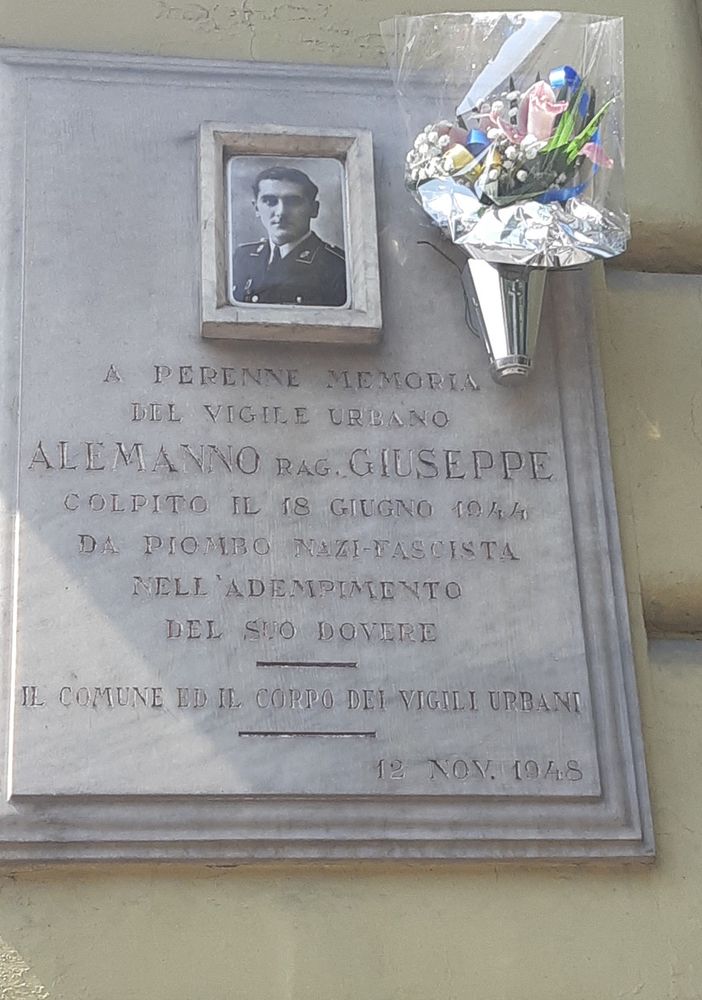 A PERENNE MEMORIA
DEL VIGILE URBANO
ALEMANNO RAG. GIUSEPPE
COLPITO IL 18 GIUGNO 1944
DA PIOMBO NAZI-FASCISTA
NELL'ADEMPIMENTO
DEL SUO DOVERE
IL COMUNE ED IL CORPO DEI VIGILI URBANI
12 NOV. 1948